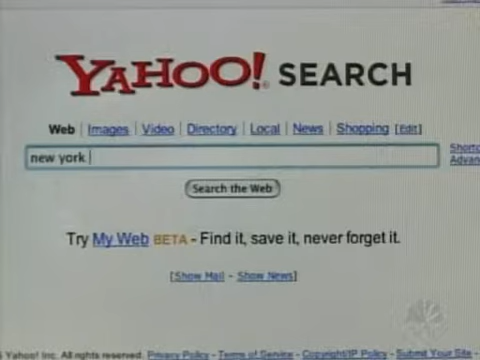 YAHOO! SEARCH
Web | Images | Video | Directory | Local | News | Shopping [Edit]
new york
Search the Web
Try My Web BETA - Find it, save it, never forget it.
[Show Mail - Show News]
Yahoo! Inc. All rights reserved. Privacy Policy - Terms of Service - Copyright/IP Policy - Submit Your Site -